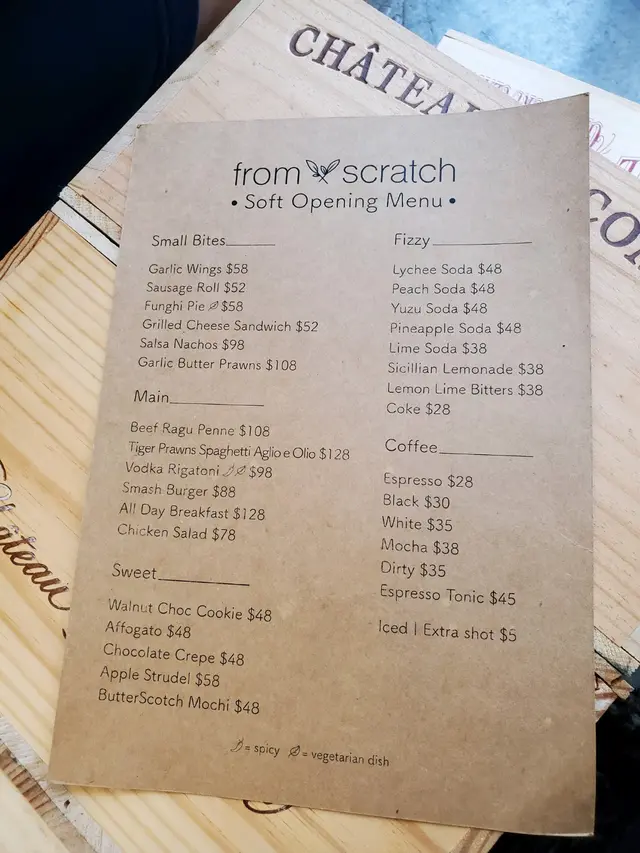 CHÂTEA
from scratch
• Soft Opening Menu •
Small Bites
Garlic Wings $58
Sausage Roll $52
Funghi Pie $58
Grilled Cheese Sandwich $52
Salsa Nachos $98
Garlic Butter Prawns $108
Main
Beef Ragu Penne $108
Tiger Prawns Spaghetti Aglio e Olio $128
Vodka Rigatoni $98
Smash Burger $88
All Day Breakfast $128
Chicken Salad $78
Sweet
Walnut Choc Cookie $48
Affogato $48
Chocolate Crepe $48
Apple Strudel $58
ButterScotch Mochi $48
Fizzy
Lychee Soda $48
Peach Soda $48
Yuzu Soda $48
Pineapple Soda $48
Lime Soda $38
Sicillian Lemonade $38
Lemon Lime Bitters $38
Coke $28
Coffee
Espresso $28
Black $30
White $35
Mocha $38
Dirty $35
Espresso Tonic $45
Iced | Extra shot $5
= spicy = vegetarian dish